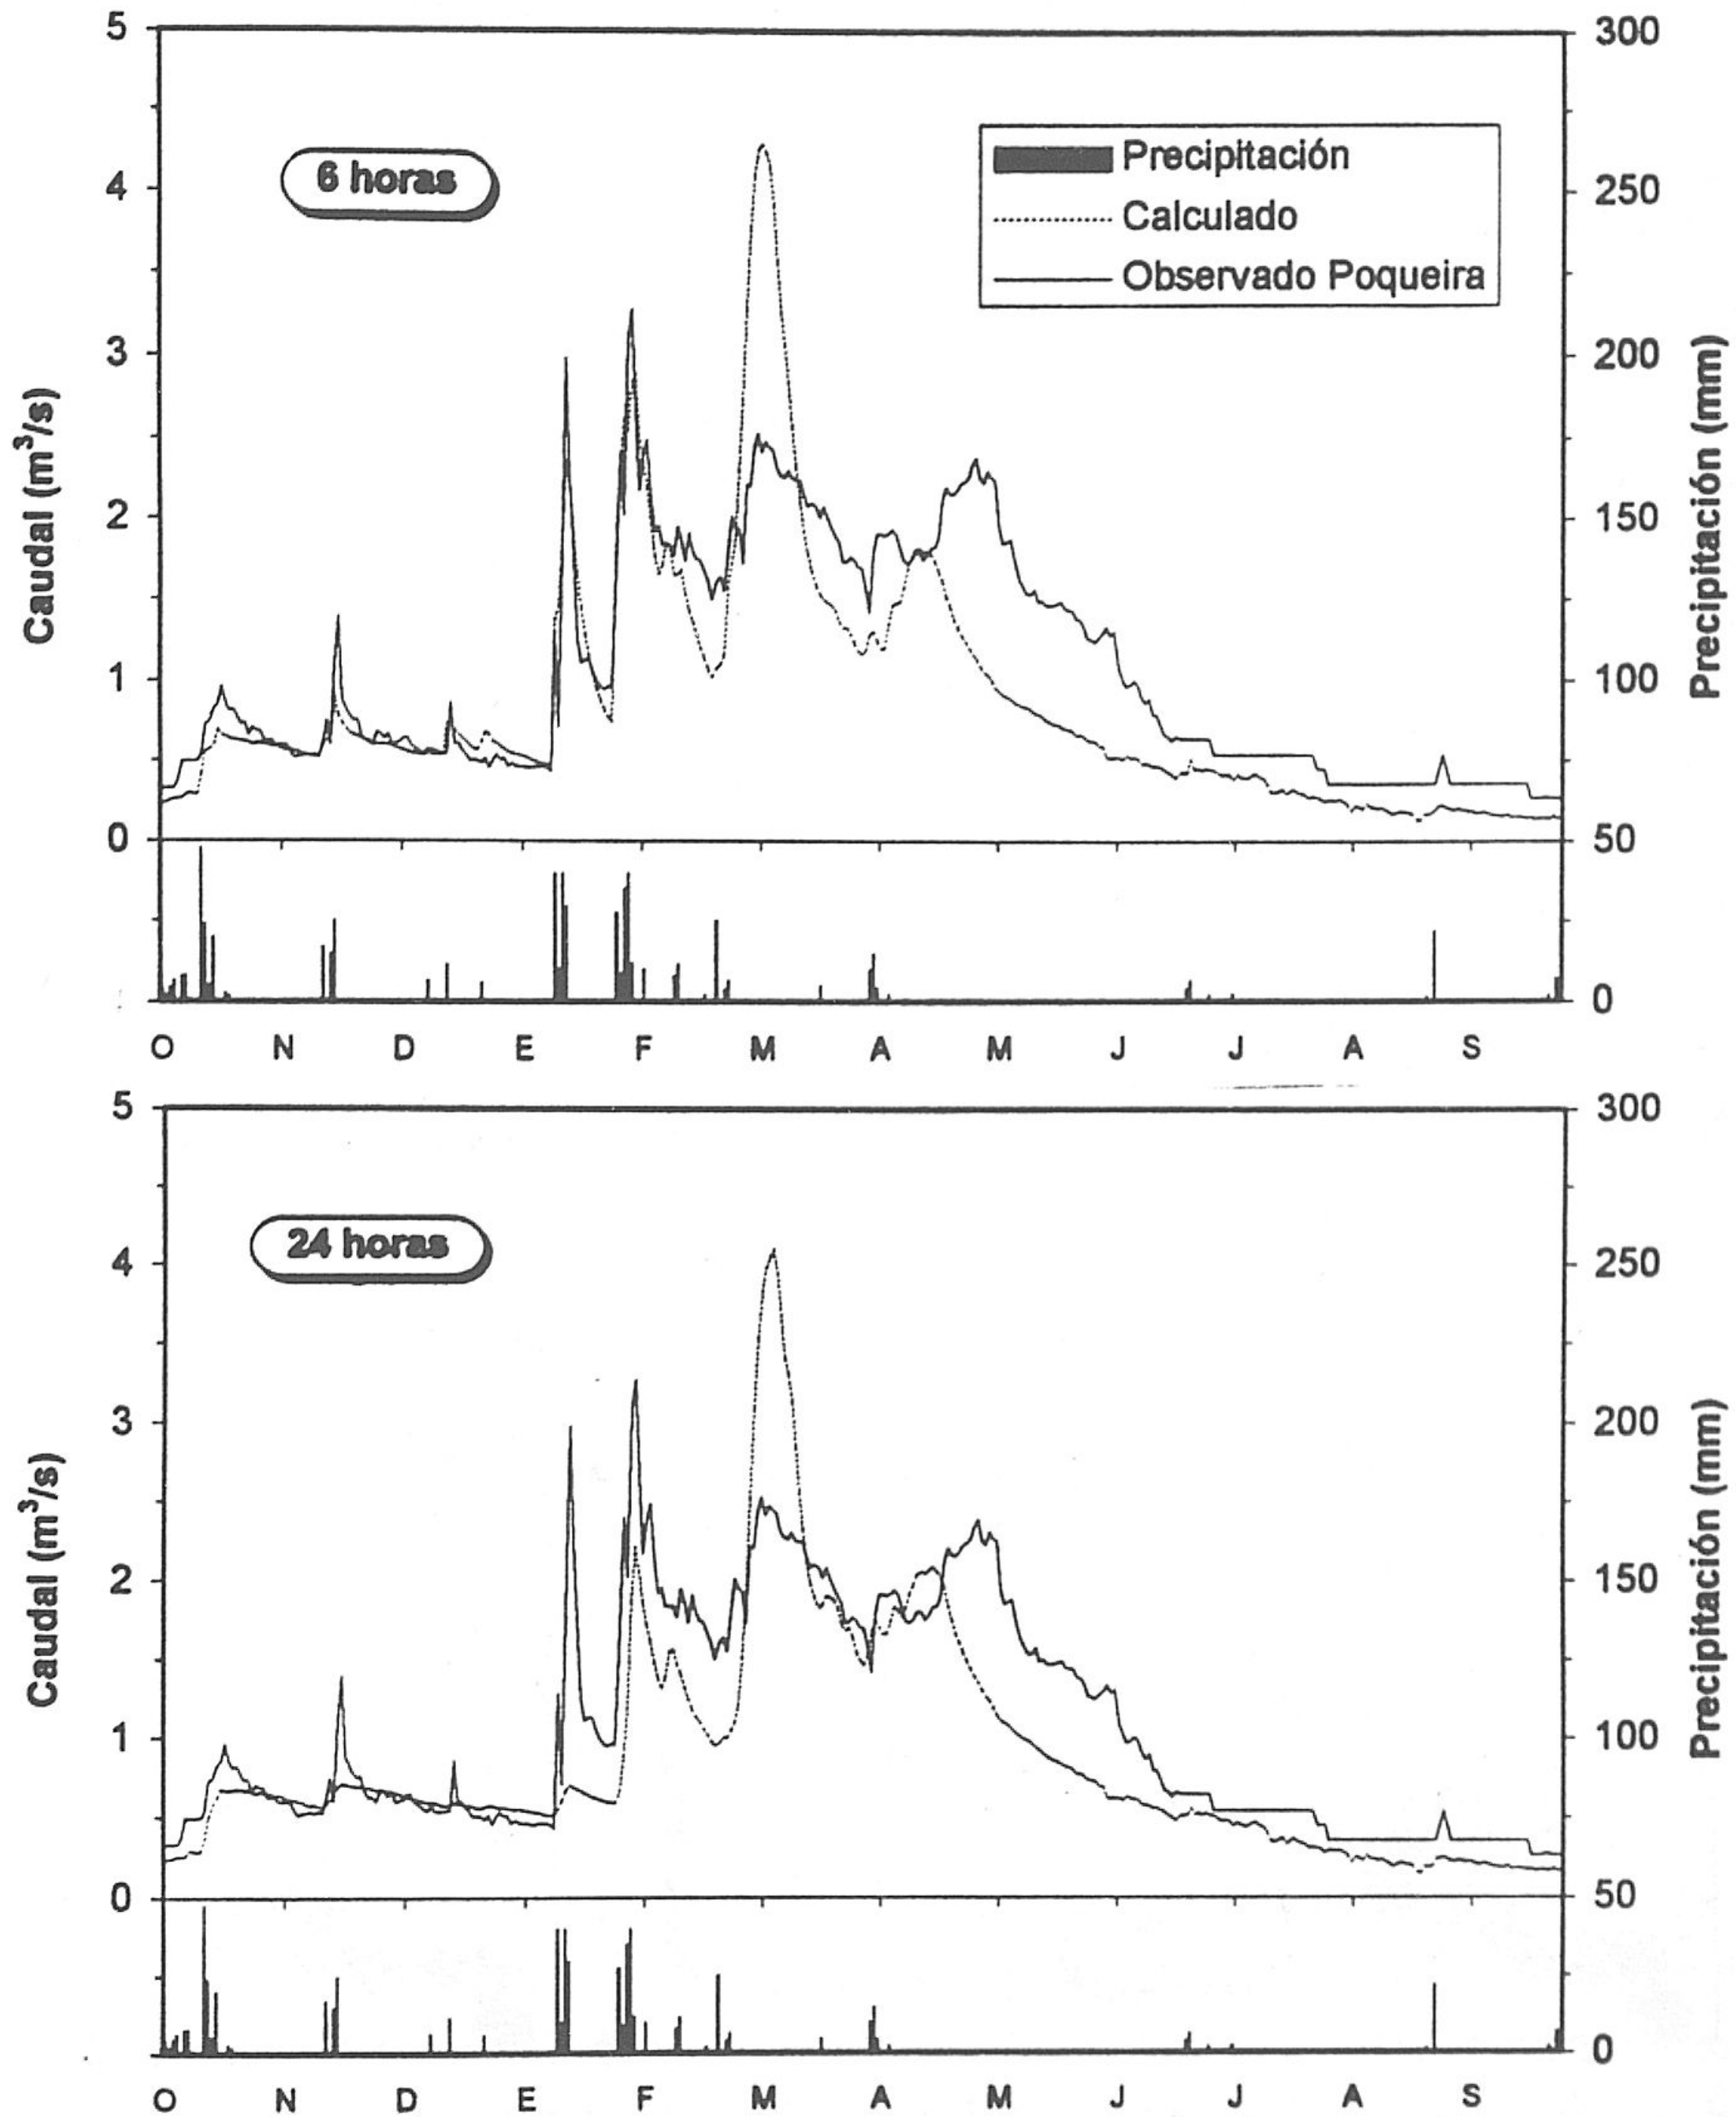 5
4
3
2
1
0
Caudal (m³/s)
6 horas
Precipitación
Calculado
Observado Poqueira
300
250
200
150
100
50
0
Precipitación (mm)
O N D E F M A M J J A S
5
4
3
2
1
0
Caudal (m³/s)
24 horas
300
250
200
150
100
50
0
Precipitación (mm)
O N D E F M A M J J A S